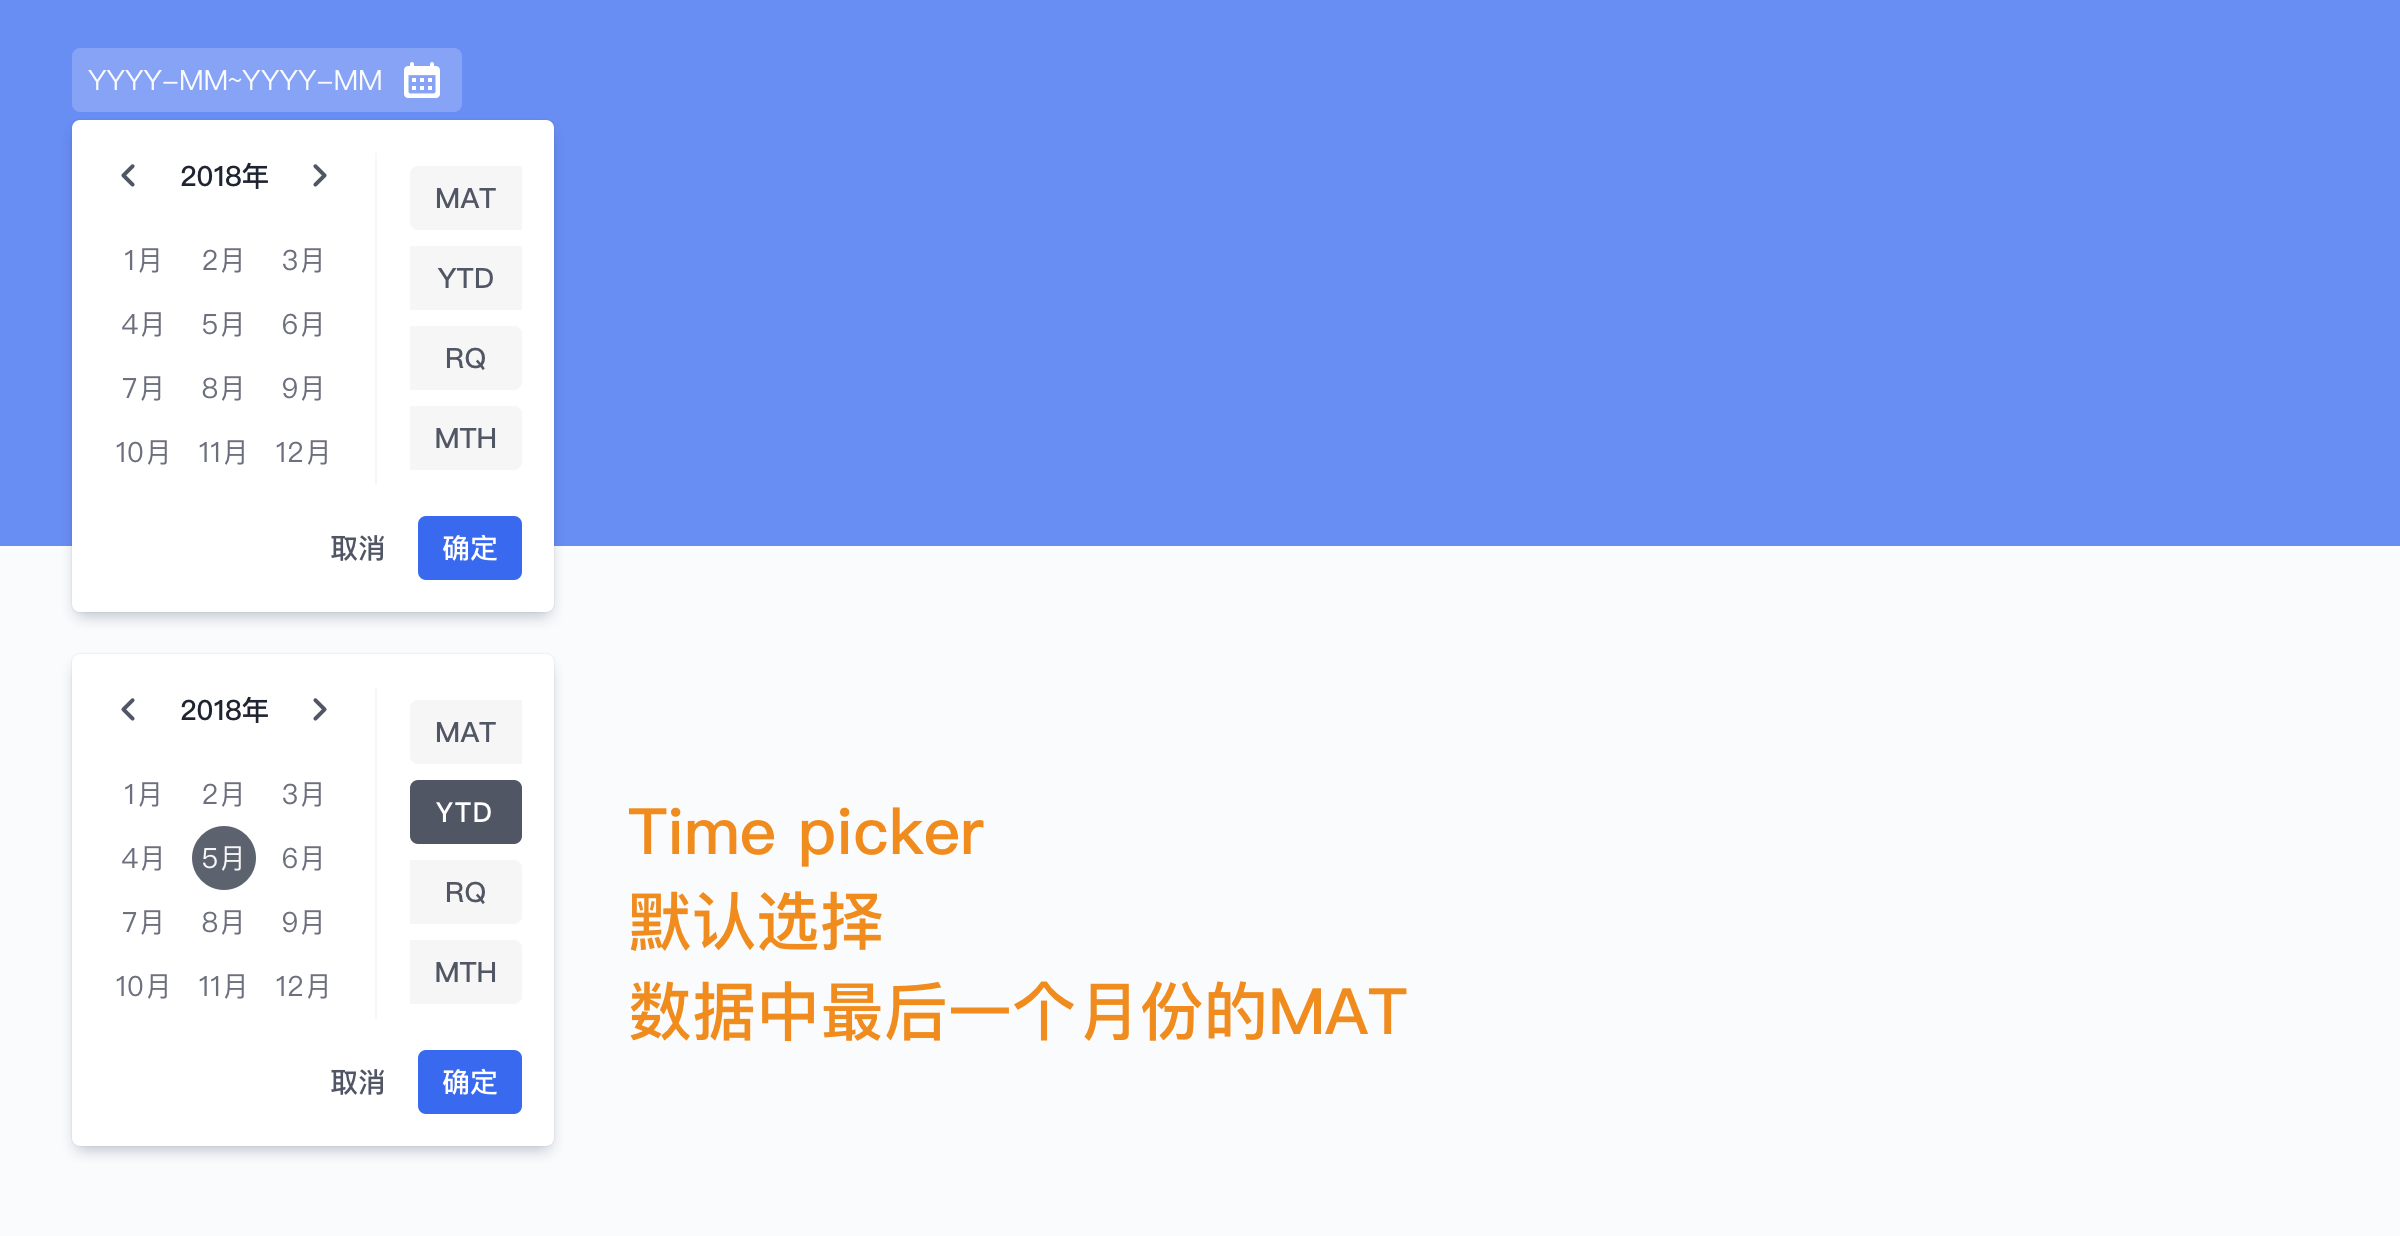 YYYY-MM~YYYY-MM
2018年
1月 2月 3月
4月 5月 6月
7月 8月 9月
10月 11月 12月
MAT
YTD
RQ
MTH
取消 确定
2018年
1月 2月 3月
4月 5月 6月
7月 8月 9月
10月 11月 12月
MAT
YTD
RQ
MTH
取消 确定
Time picker
默认选择
数据中最后一个月份的MAT